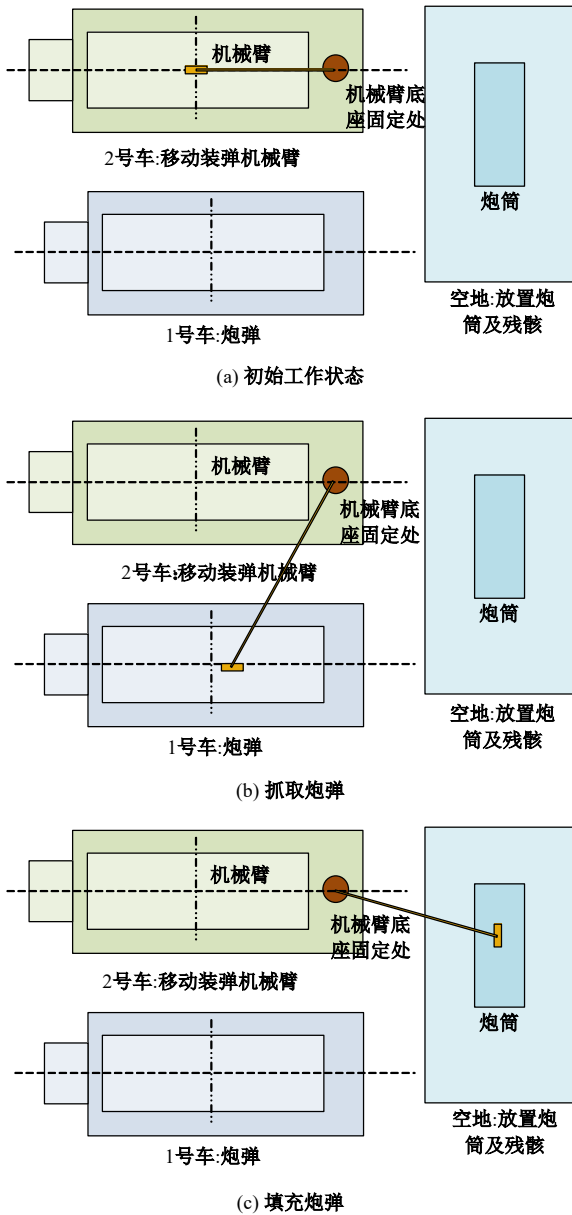 机械臂
机械臂底
座固定处
2号车:移动装弹机械臂
炮筒
1号车:炮弹
空地:放置炮
筒及残骸
(a) 初始工作状态
机械臂
机械臂底
座固定处
2号车:移动装弹机械臂
炮筒
1号车:炮弹
空地:放置炮
筒及残骸
(b) 抓取炮弹
机械臂
机械臂底
座固定处
2号车:移动装弹机械臂
炮筒
1号车:炮弹
空地:放置炮
筒及残骸
(c) 填充炮弹